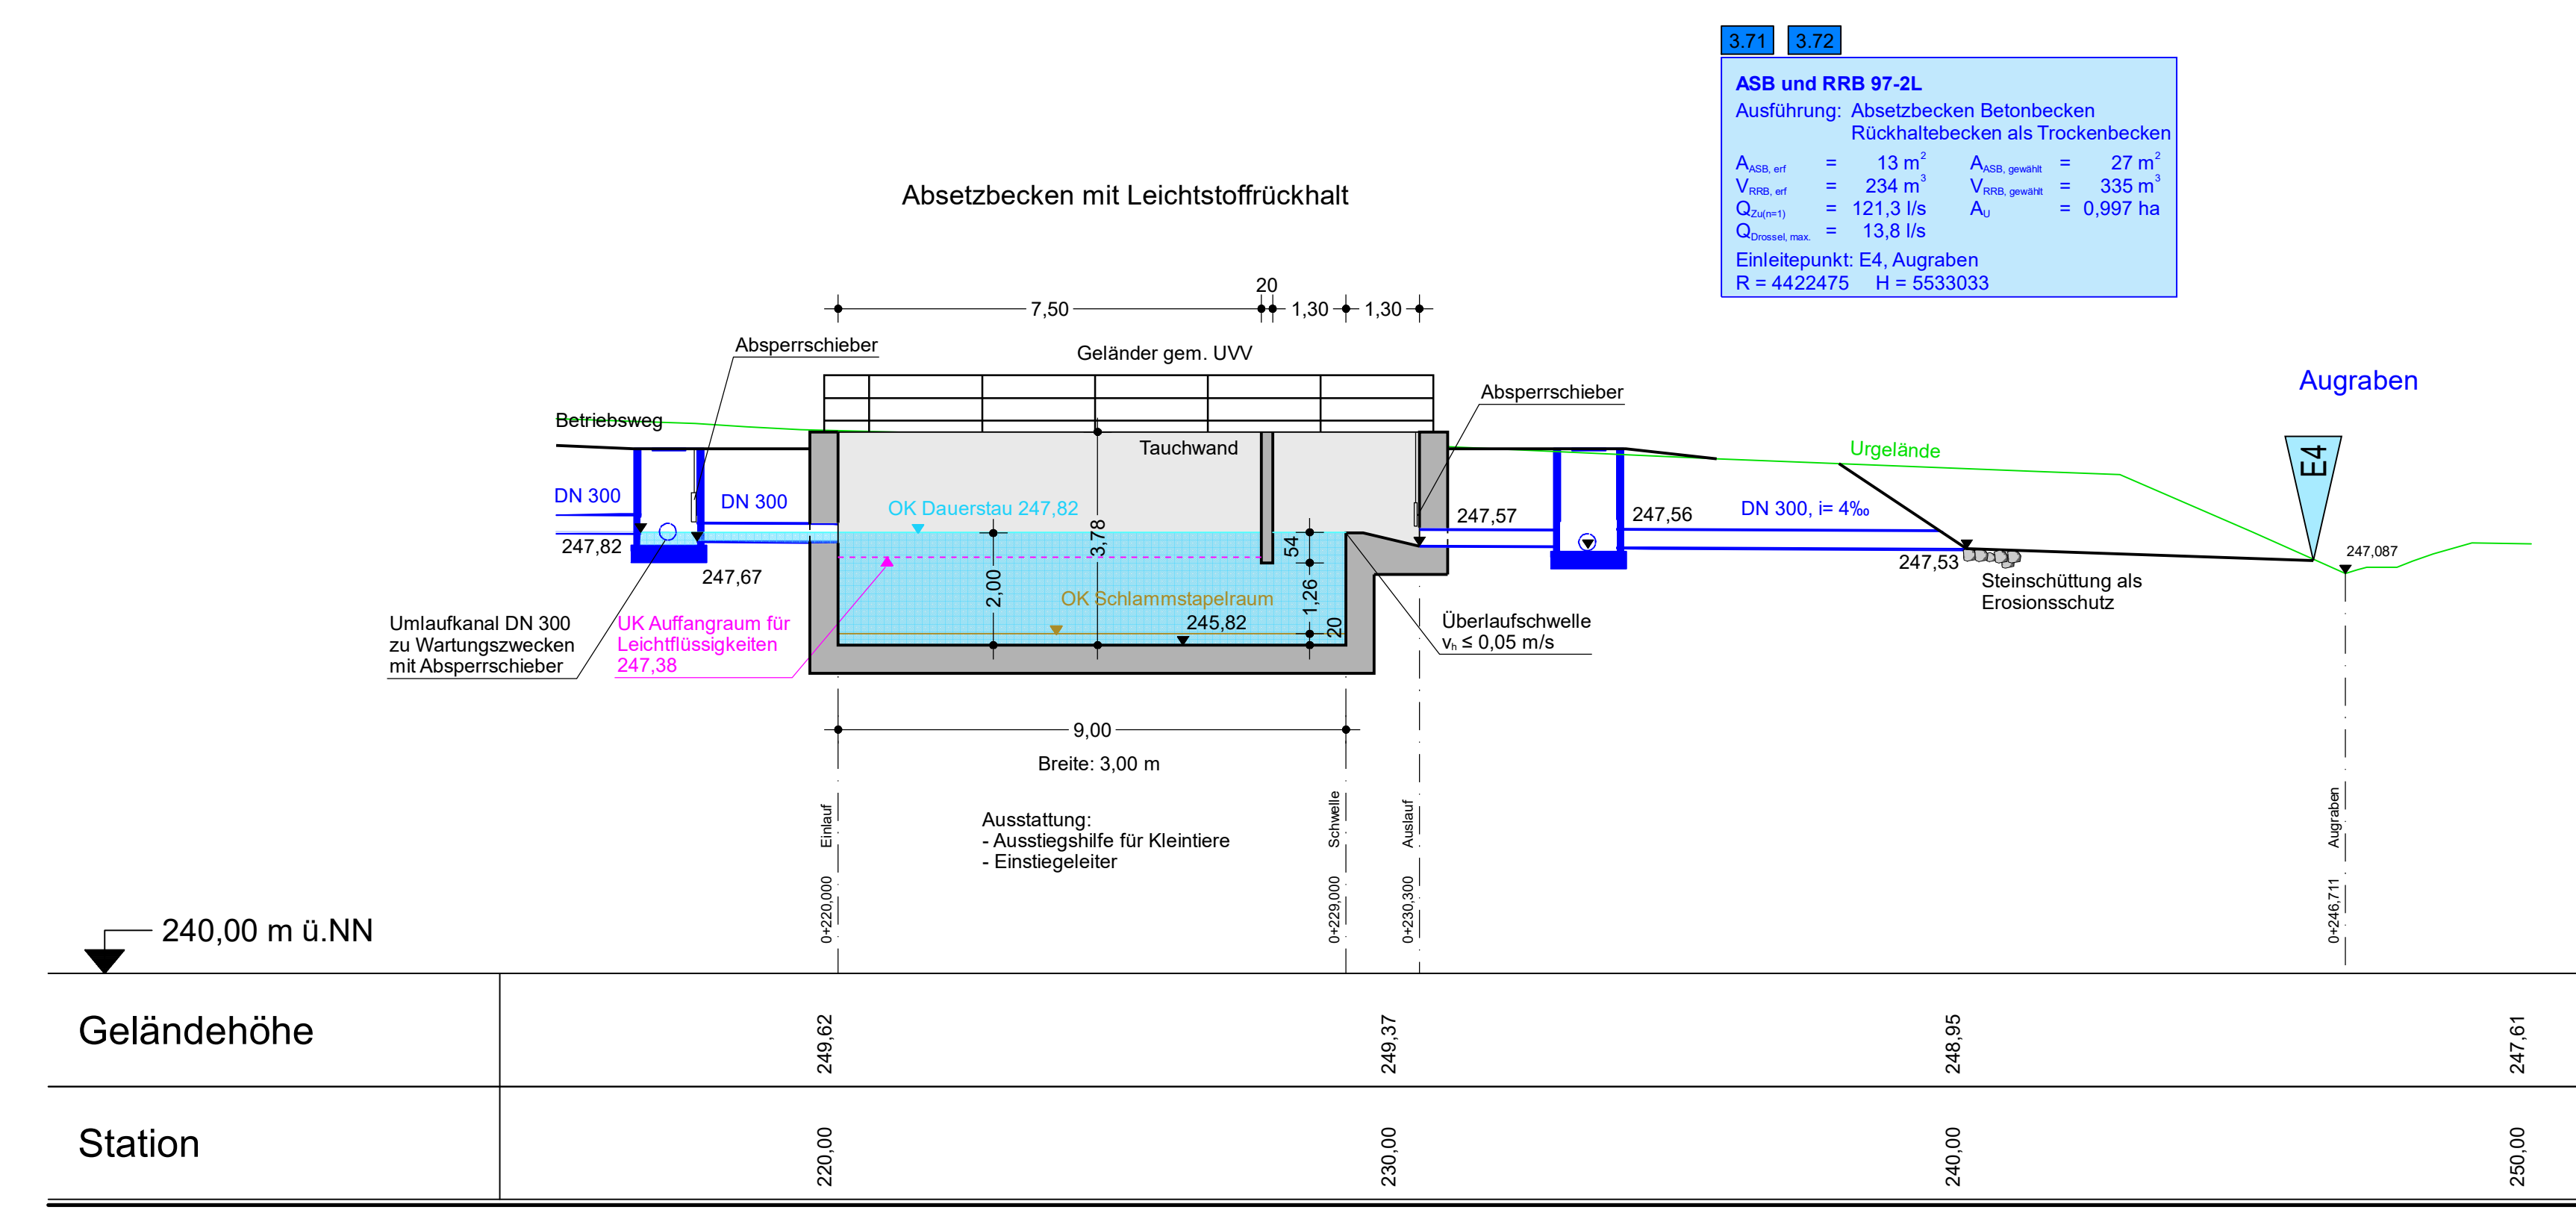 3.71 3.72
ASB und RRB 97-2L
Ausführung: Absetzbecken Betonbecken
Rückhaltebecken als Trockenbecken
A ASB, erf = 13 m² A ASB, gewählt = 27 m²
V RRB, erf = 234 m³ V RRB, gewählt = 335 m³
Q Zu(n=1) = 121,3 l/s A U = 0,997 ha
Q Drossel, max. = 13,8 l/s
Einleitepunkt: E4, Augraben
R = 4422475 H = 5533033
Absetzbecken mit Leichtstoffrückhalt
20
7,50 1,30 1,30
Absperrschieber
Geländer gem. UVV
Absperrschieber
Augraben
Betriebsweg
Tauchwand
Urgelände
E4
DN 300
DN 300
OK Dauerstau 247,82
247,57
247,56
DN 300, i= 4‰
247,82
3,78
54
247,087
247,67
2,00
247,53
Steinschüttung als
Erosionsschutz
OK Schlammstapelraum
1,26
245,82
20
Umlaufkanal DN 300
zu Wartungszwecken
mit Absperrschieber
UK Auffangraum für
Leichtflüssigkeiten
247,38
Überlaufschwelle
vₕ ≤ 0,05 m/s
9,00
Breite: 3,00 m
Ausstattung:
- Ausstiegshilfe für Kleintiere
- Einstiegeleiter
0+220,000 Einlauf
0+229,000 Schwelle
0+230,300 Auslauf
0+246,711 Augraben
240,00 m ü.NN
Geländehöhe 249,62 249,37 248,95 247,61
Station 220,00 230,00 240,00 250,00